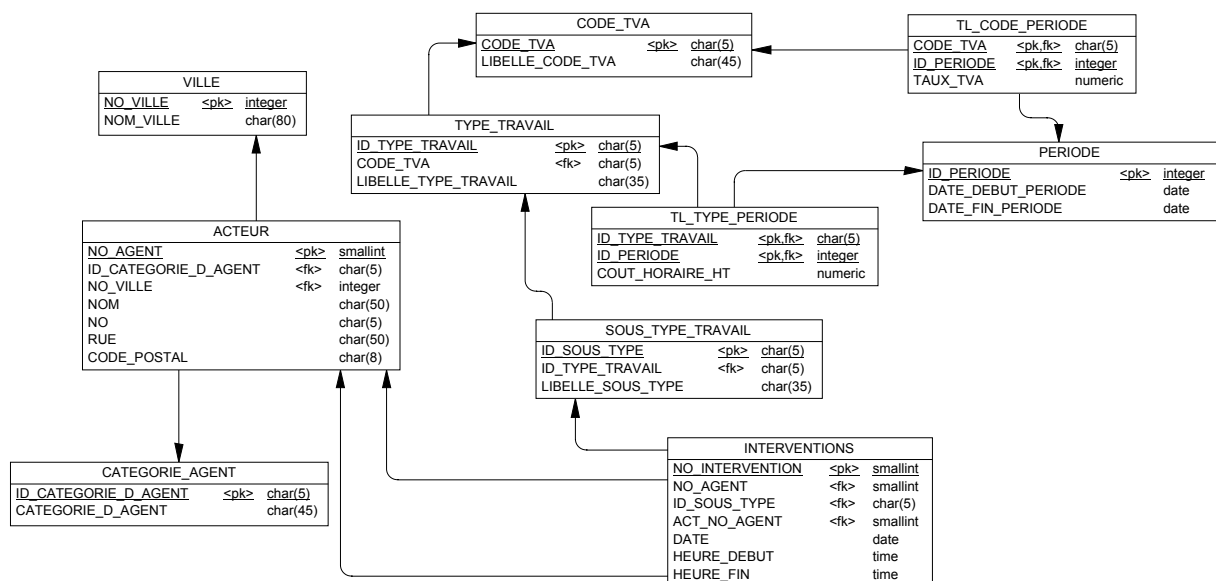 CODE_TVA
CODE_TVA <pk> char(5)
LIBELLE_CODE_TVA char(45)
TL_CODE_PERIODE
CODE_TVA <pk,fk> char(5)
ID_PERIODE <pk,fk> integer
TAUX_TVA numeric
VILLE
NO_VILLE <pk> integer
NOM_VILLE char(80)
TYPE_TRAVAIL
ID_TYPE_TRAVAIL <pk> char(5)
CODE_TVA <fk> char(5)
LIBELLE_TYPE_TRAVAIL char(35)
PERIODE
ID_PERIODE <pk> integer
DATE_DEBUT_PERIODE date
DATE_FIN_PERIODE date
TL_TYPE_PERIODE
ID_TYPE_TRAVAIL <pk,fk> char(5)
ID_PERIODE <pk,fk> integer
COUT_HORAIRE_HT numeric
ACTEUR
NO_AGENT <pk> smallint
ID_CATEGORIE_D_AGENT <fk> char(5)
NO_VILLE <fk> integer
NOM char(50)
NO char(5)
RUE char(50)
CODE_POSTAL char(8)
SOUS_TYPE_TRAVAIL
ID_SOUS_TYPE <pk> char(5)
ID_TYPE_TRAVAIL <fk> char(5)
LIBELLE_SOUS_TYPE char(35)
CATEGORIE_AGENT
ID_CATEGORIE_D_AGENT <pk> char(5)
CATEGORIE_D_AGENT char(45)
INTERVENTIONS
NO_INTERVENTION <pk> smallint
NO_AGENT <fk> smallint
ID_SOUS_TYPE <fk> char(5)
ACT_NO_AGENT <fk> smallint
DATE date
HEURE_DEBUT time
HEURE_FIN time